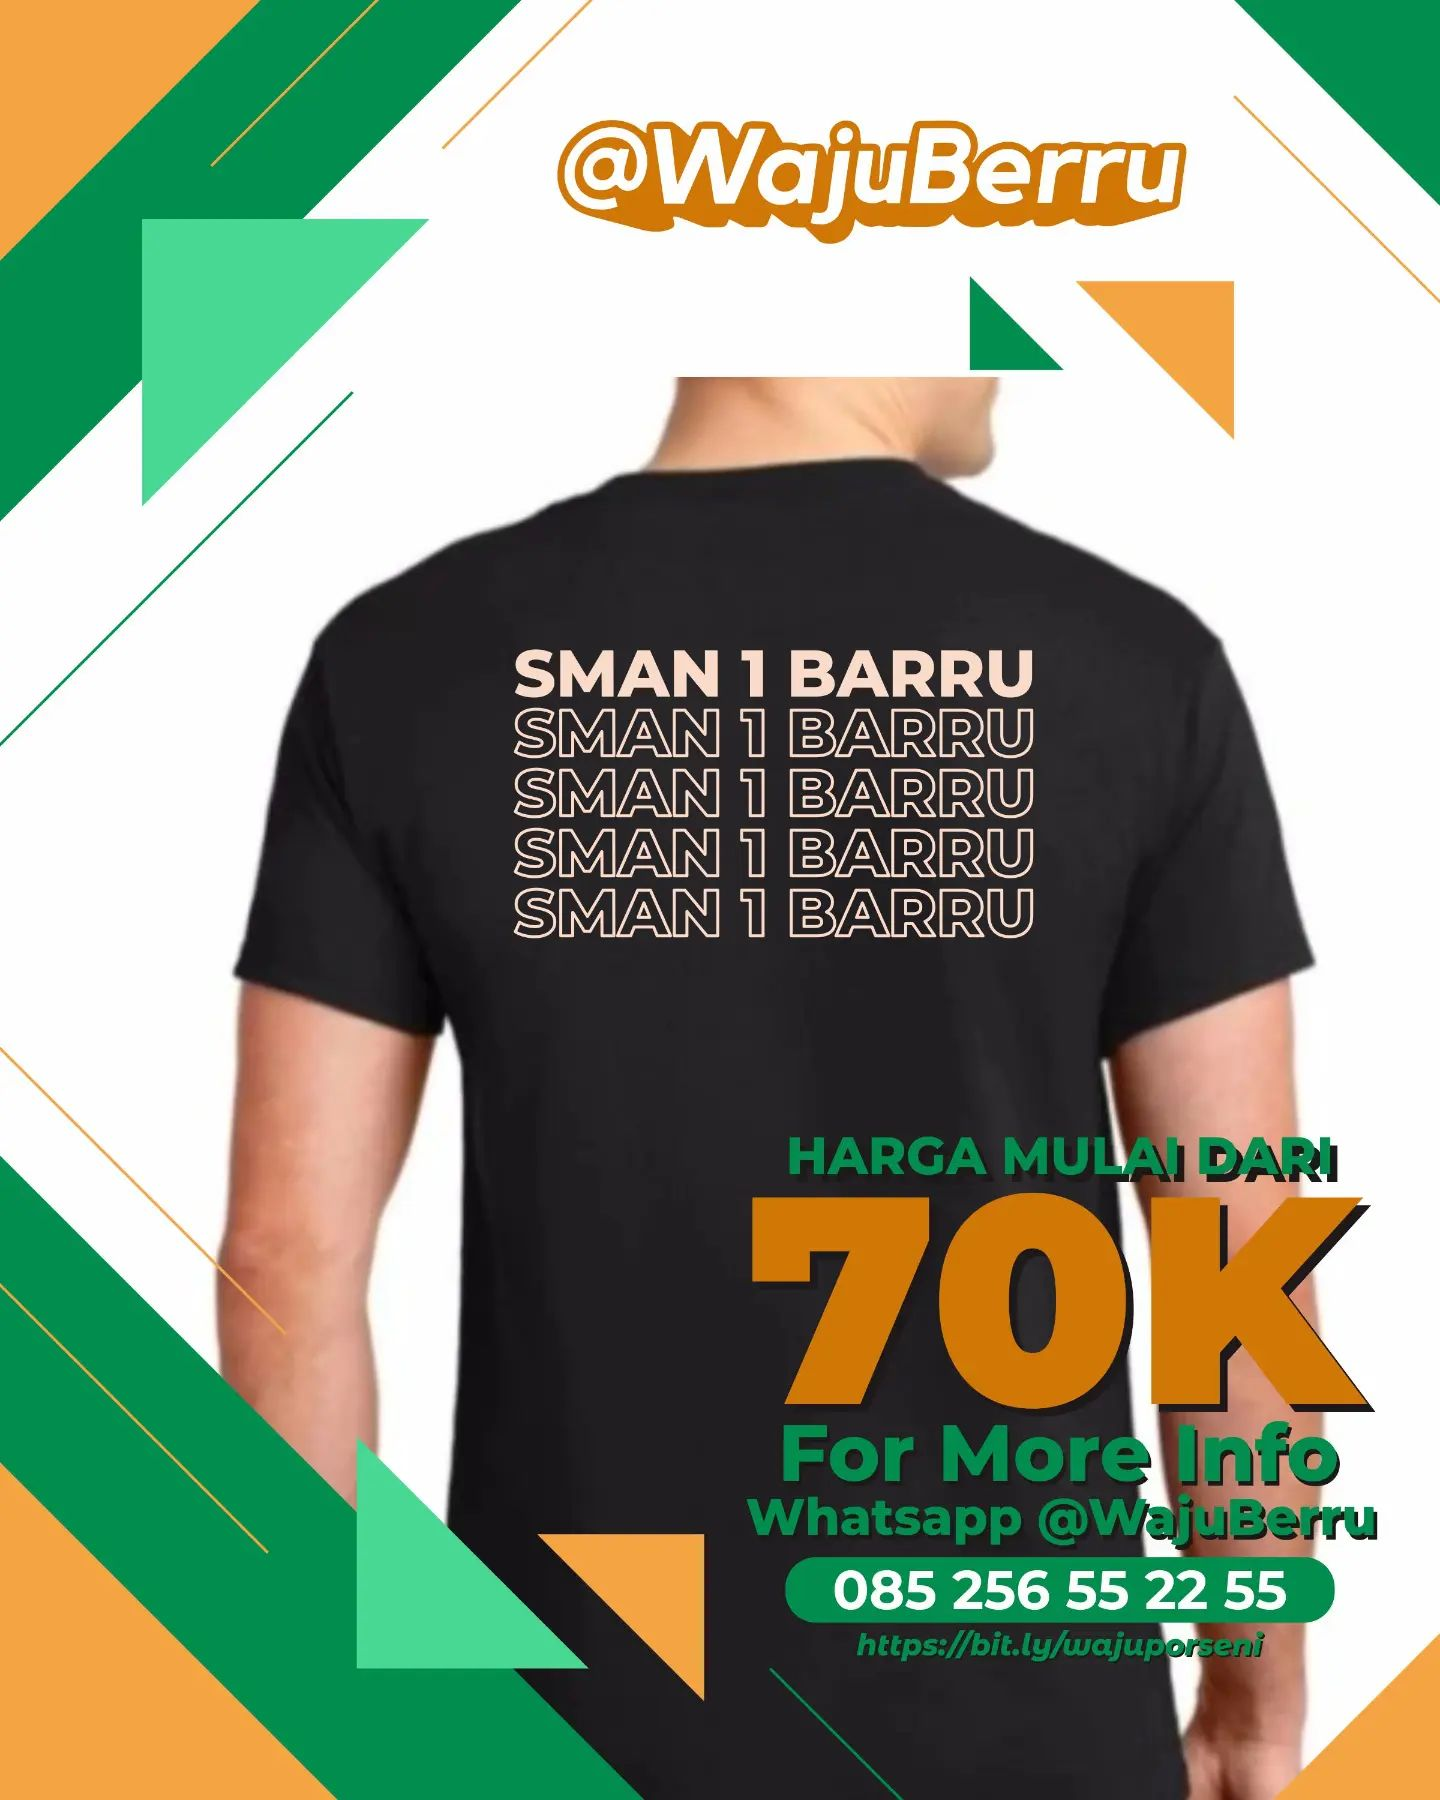 @WajuBerru
SMAN 1 BARRU
SMAN 1 BARRU
SMAN 1 BARRU
SMAN 1 BARRU
SMAN 1 BARRU
HARGA MULAI DARI
70K
For More Info
Whatsapp @WajuBerru
085 256 55 22 55
https://bit.ly/wajuporseni